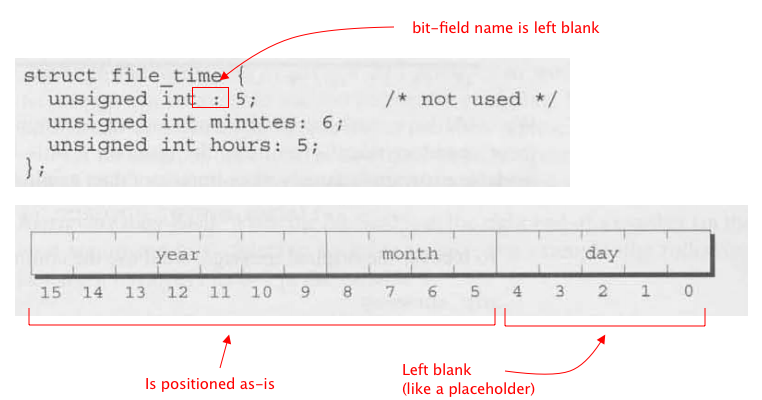 bit-field name is left blank
struct file_time {
unsigned int : 5; /* not used */
unsigned int minutes: 6;
unsigned int hours: 5;
};
year month day
15 14 13 12 11 10 9 8 7 6 5 4 3 2 1 0
Is positioned as-is
Left blank
(like a placeholder)